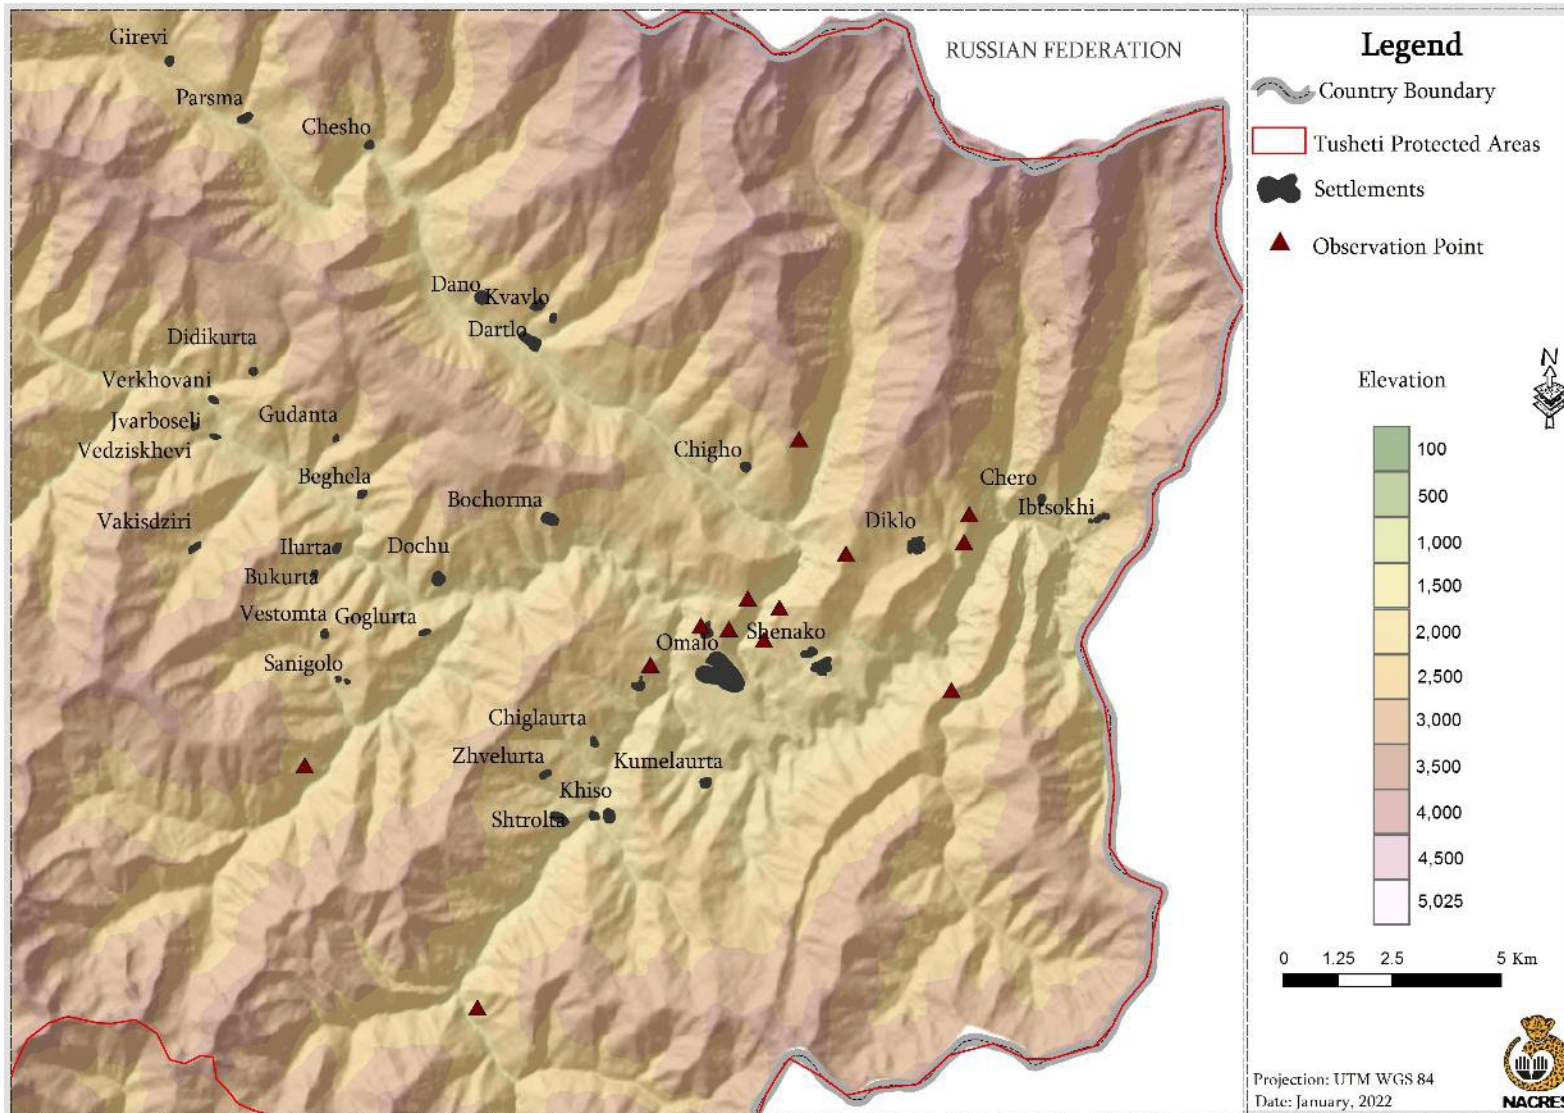 Girevi
Parsma
Chesho
RUSSIAN FEDERATION
Dano
Kvavlo
Dartlo
Didikurta
Verkhovani
Jvarboseli
Gudanta
Vedziskhevi
Beghela
Chigho
Chero
Ibtsokhi
Bochorma
Vakisdziri
Ilurta
Dochu
Diklo
Bukurta
Vestomta
Goglurta
Omalo
Shenako
Sanigolo
Chiglaurta
Zhvelurta
Kumelaurta
Khiso
Shtrolta
Legend
Country Boundary
Tusheti Protected Areas
Settlements
Observation Point
N
Elevation
100
500
1,000
1,500
2,000
2,500
3,000
3,500
4,000
4,500
5,025
0 1.25 2.5 5 Km
Projection: UTM WGS 84
Date: January, 2022
NACRES